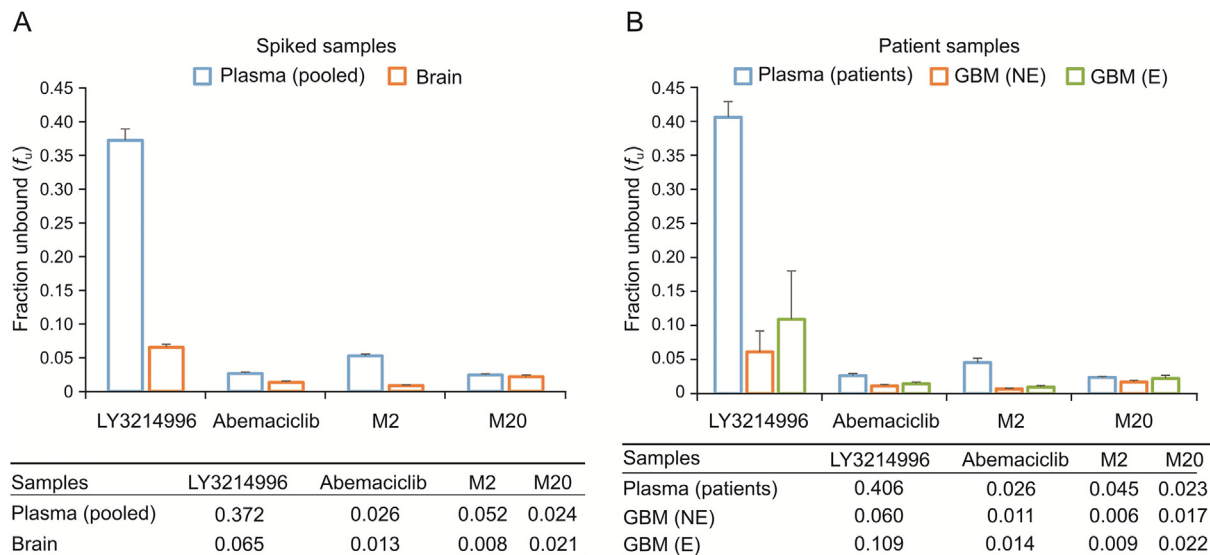 A
Spiked samples
Plasma (pooled) Brain
Fraction unbound (fu)
0.45
0.40
0.35
0.30
0.25
0.20
0.15
0.10
0.05
0
LY3214996 Abemaciclib M2 M20
Samples LY3214996 Abemaciclib M2 M20
Plasma (pooled) 0.372 0.026 0.052 0.024
Brain 0.065 0.013 0.008 0.021
B
Patient samples
Plasma (patients) GBM (NE) GBM (E)
Fraction unbound (fu)
0.45
0.40
0.35
0.30
0.25
0.20
0.15
0.10
0.05
0
LY3214996 Abemaciclib M2 M20
Samples LY3214996 Abemaciclib M2 M20
Plasma (patients) 0.406 0.026 0.045 0.023
GBM (NE) 0.060 0.011 0.006 0.017
GBM (E) 0.109 0.014 0.009 0.022